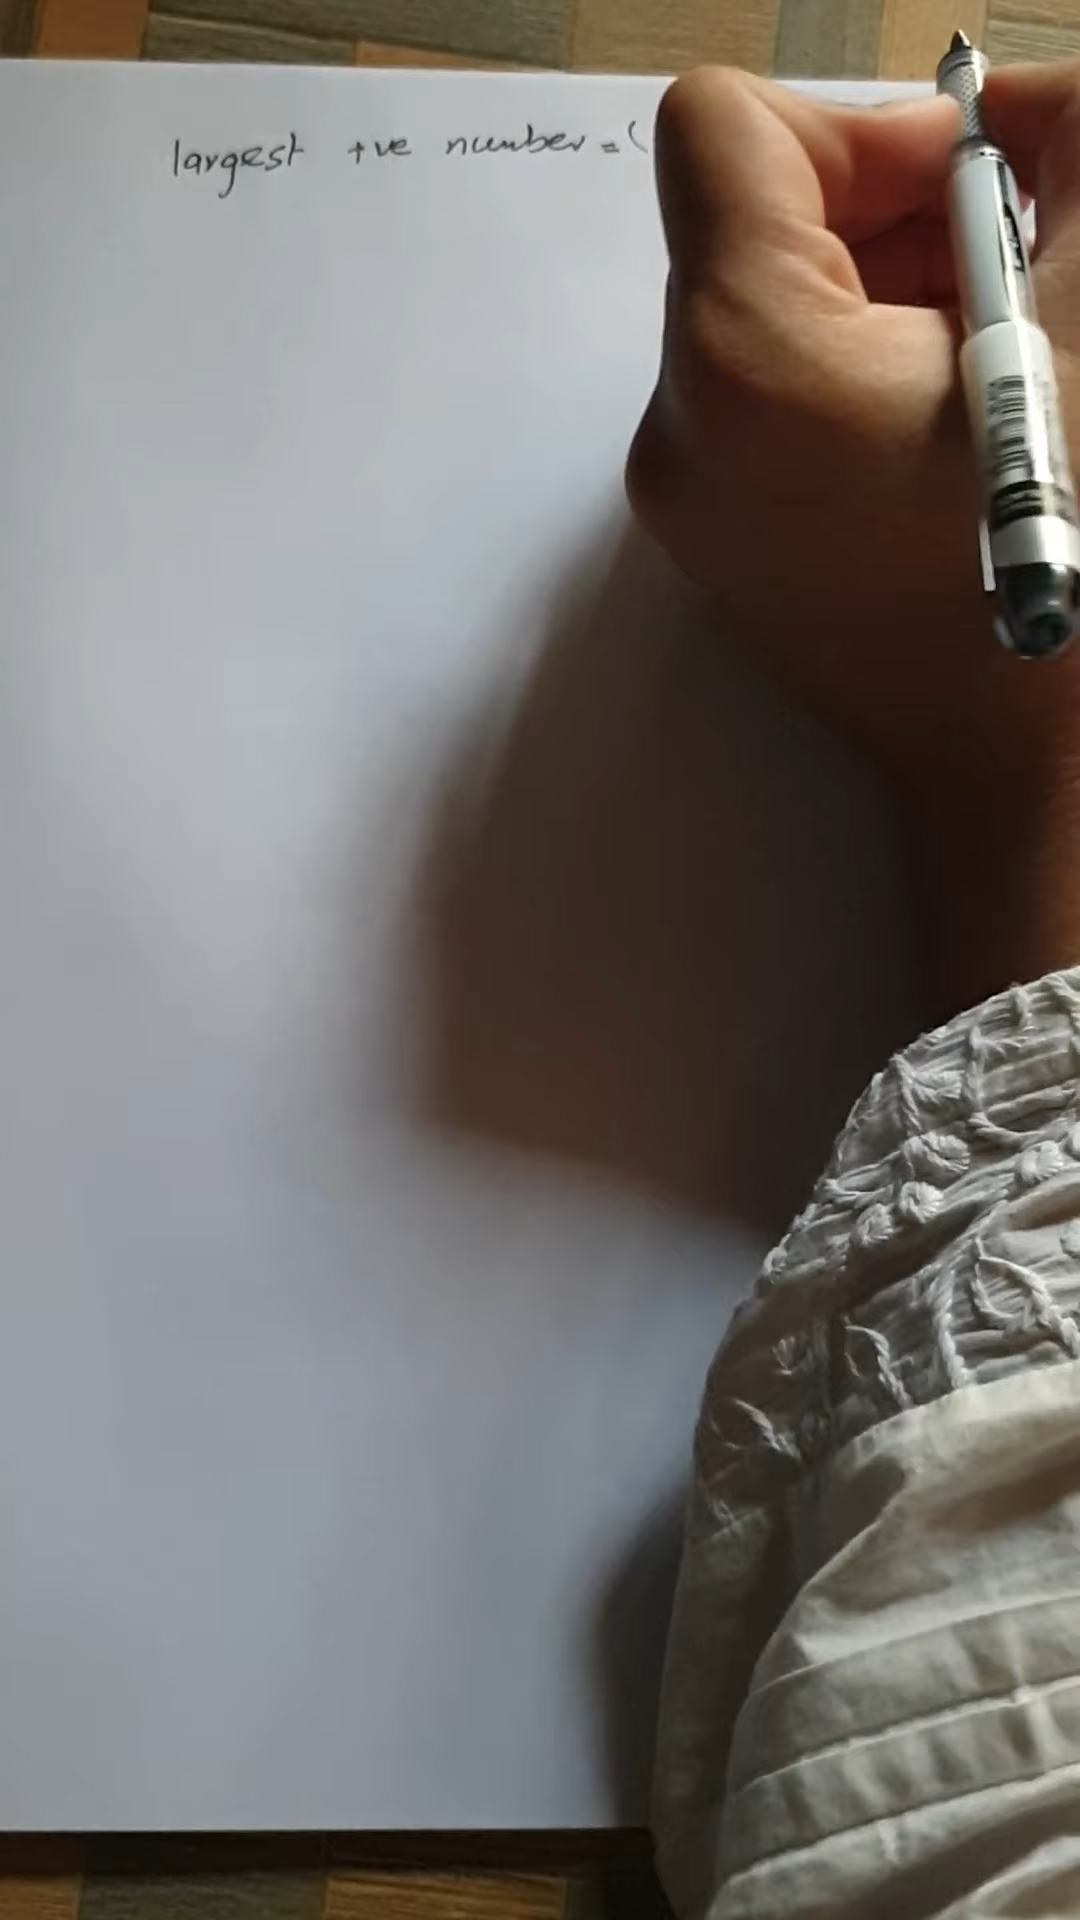 largest +ve number = (